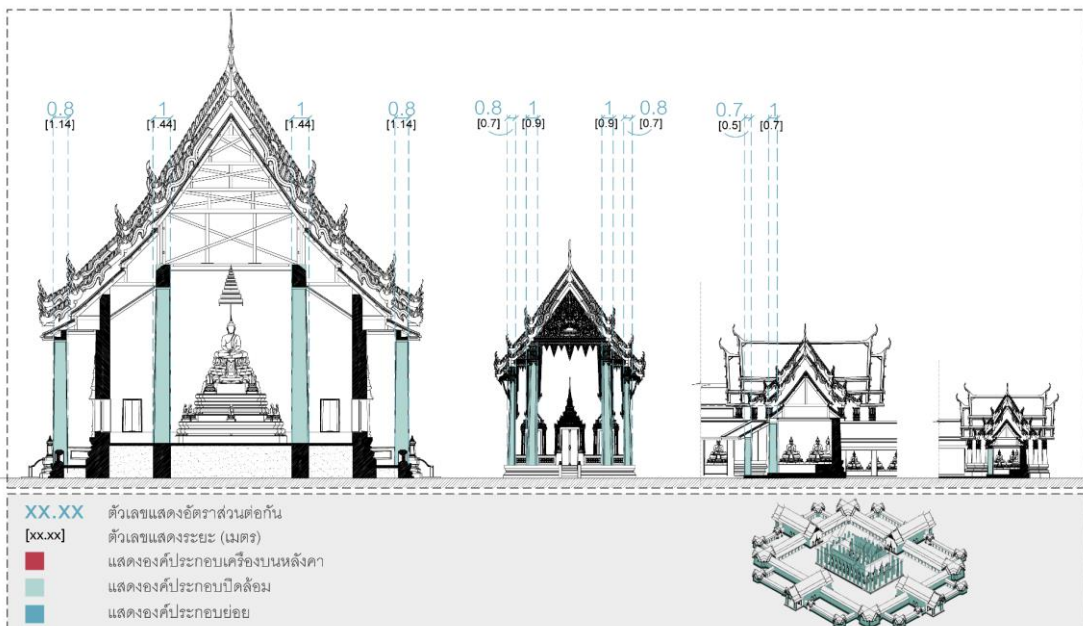 0.8 1 1 0.8 0.8 1 1 0.8 0.7 1
[1.14] [1.44] [1.44] [1.14] [0.7] [0.9] [0.9] [0.7] [0.5] [0.7]
XX.XX ตัวเลขแสดงอัตราส่วนต่อกัน
[xx.xx] ตัวเลขแสดงระยะ (เมตร)
แสดงองค์ประกอบเครื่องบนหลังคา
แสดงองค์ประกอบปิดล้อม
แสดงองค์ประกอบย่อย